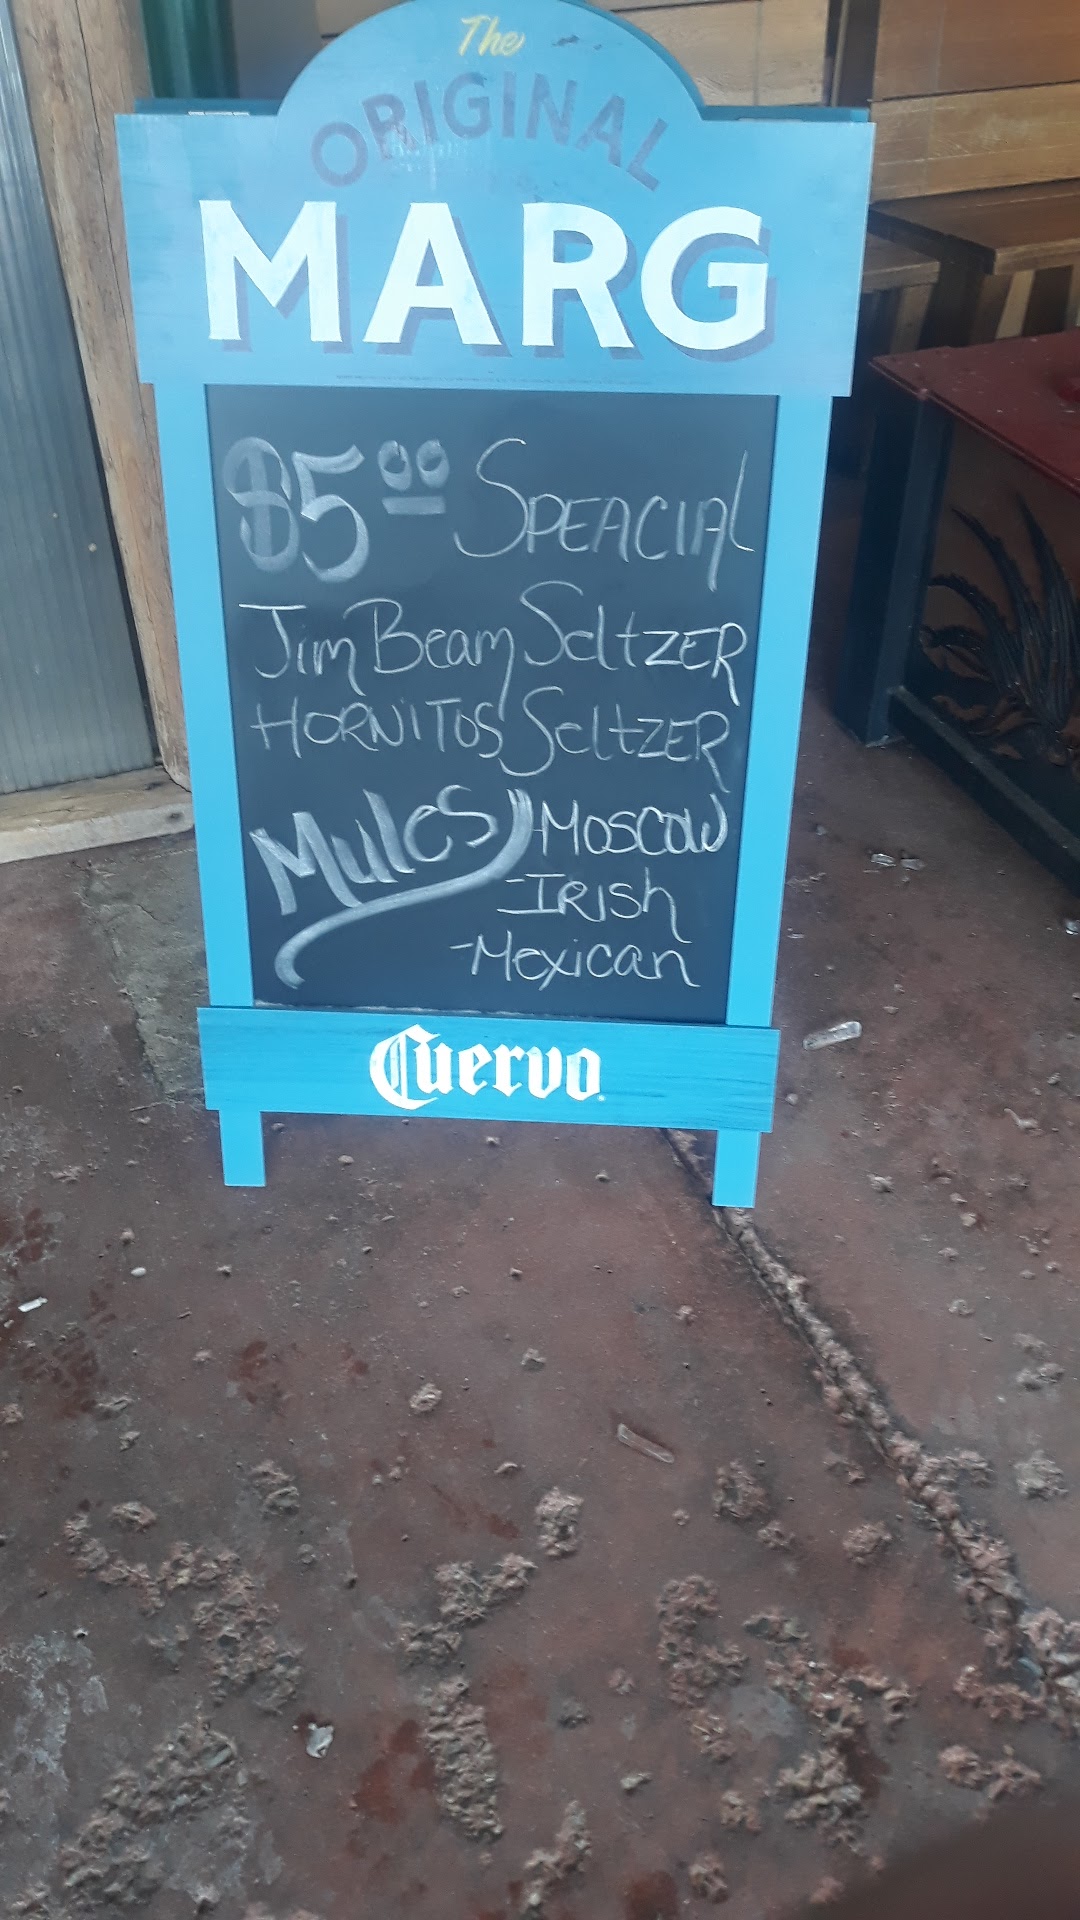 The
ORIGINAL
MARG
$5.00 SPEACIAL
Jim Beam SeltZER
HORNITOS SeltZER
Mules -MOSCOW
-IRISh
-Mexican
Cuervo